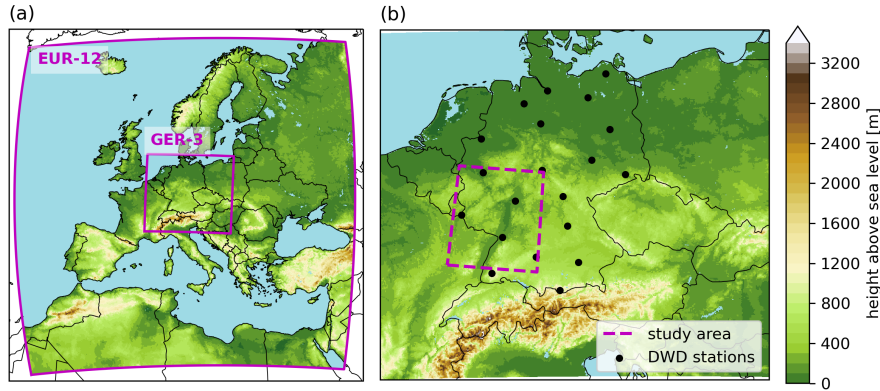 (a)
EUR-12
GER-3
(b)
study area
DWD stations
3200
2800
2400
2000
1600
1200
800
400
0
height above sea level [m]